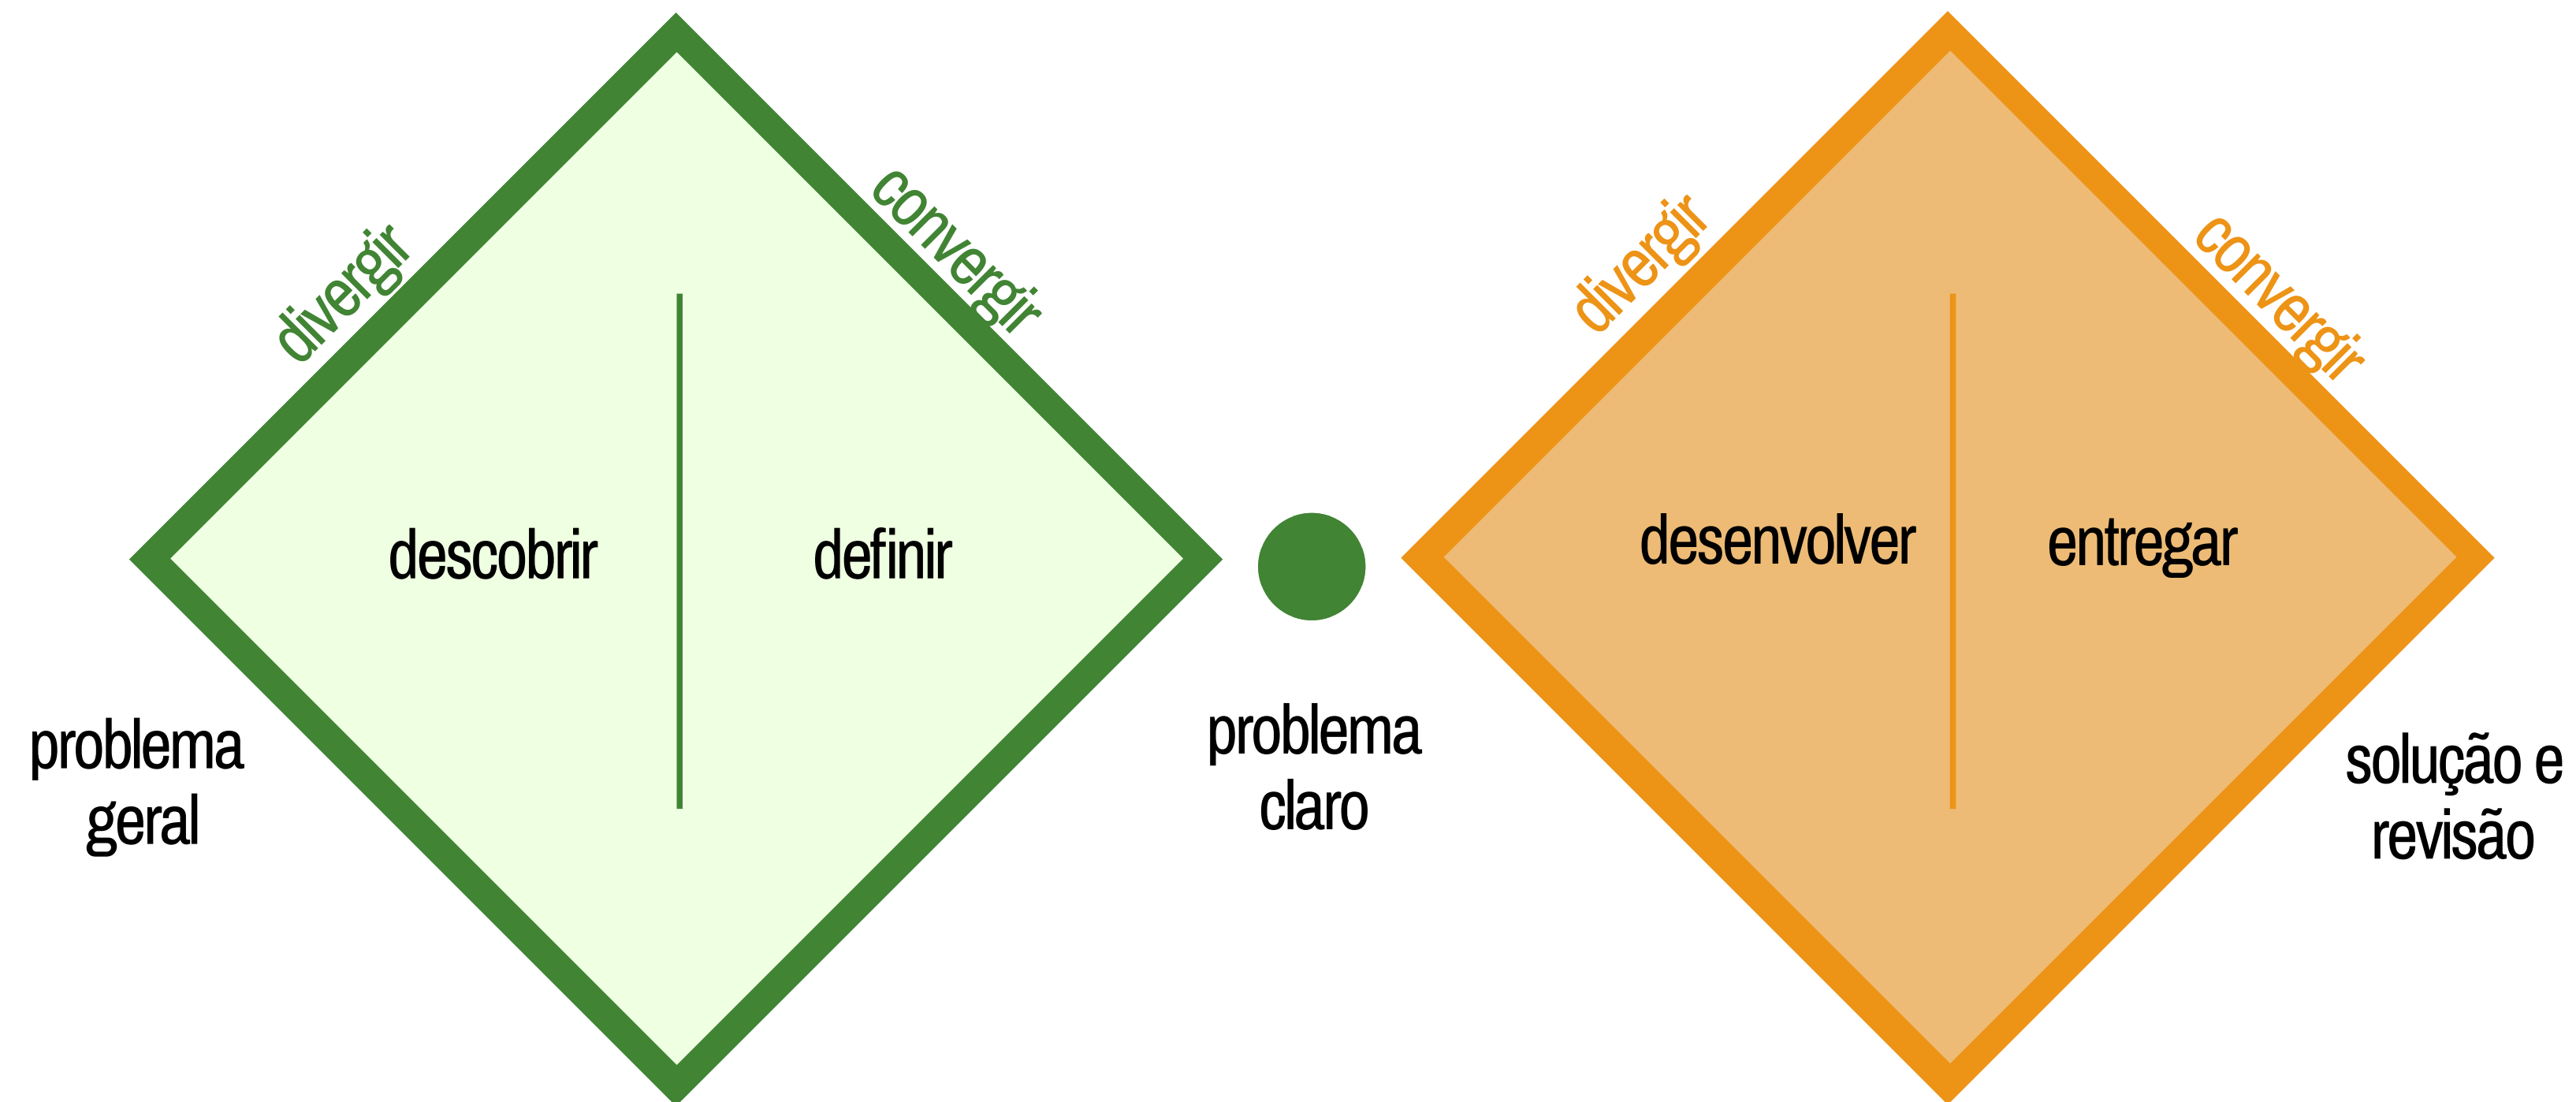 divergir
convergir
descobrir
definir
problema
geral
problema
claro
divergir
convergir
desenvolver
entregar
solução e
revisão